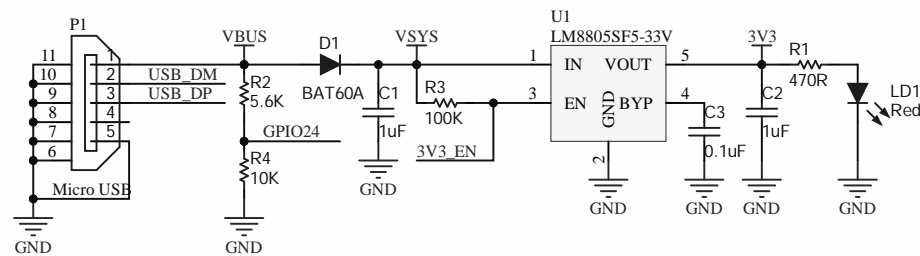 P1
11
10
9
8
7
6
1
2
3
4
5
Micro USB
GND
USB_DM
USB_DP
VBUS
R2
5.6K
GPIO24
R4
10K
GND
D1
BAT60A
VSYS
C1
1uF
GND
R3
100K
3V3_EN
U1
LM8805SF5-33V
1
3
IN
EN
GND
VOUT
BYP
5
4
2
GND
C3
0.1uF
3V3
C2
1uF
GND
R1
470R
LD1
Red
GND